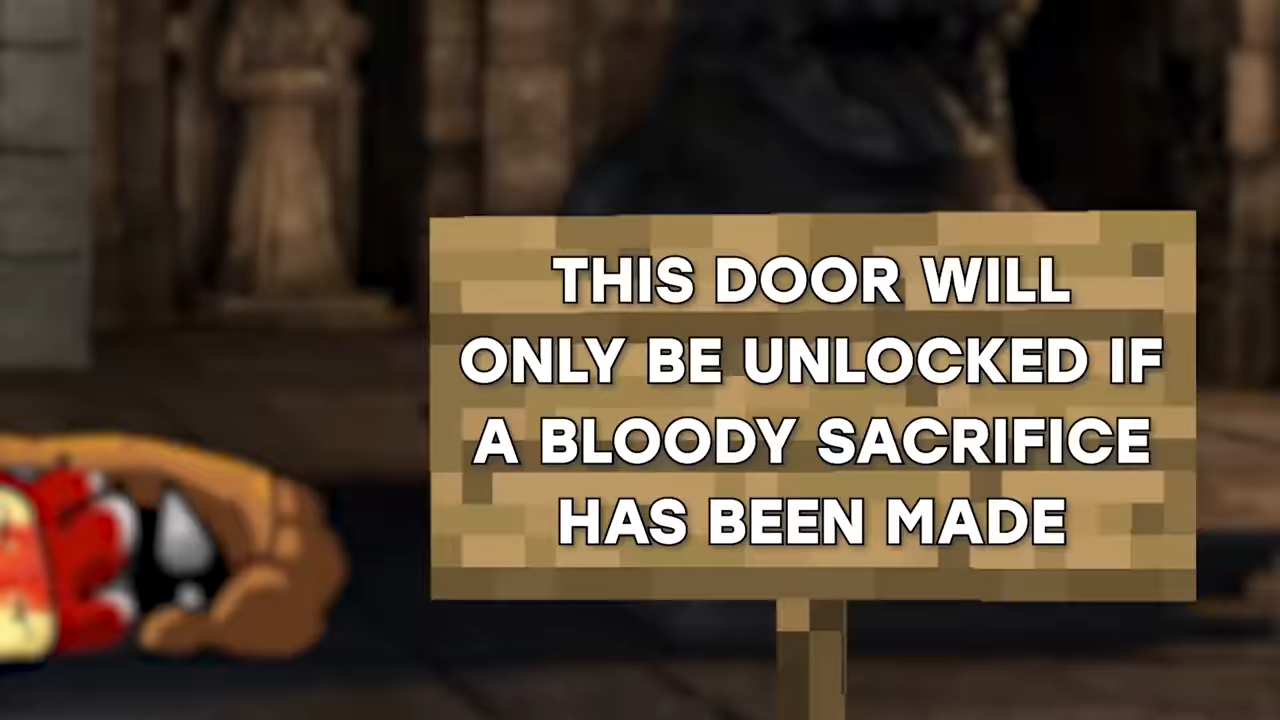 THIS DOOR WILL
ONLY BE UNLOCKED IF
A BLOODY SACRIFICE
HAS BEEN MADE